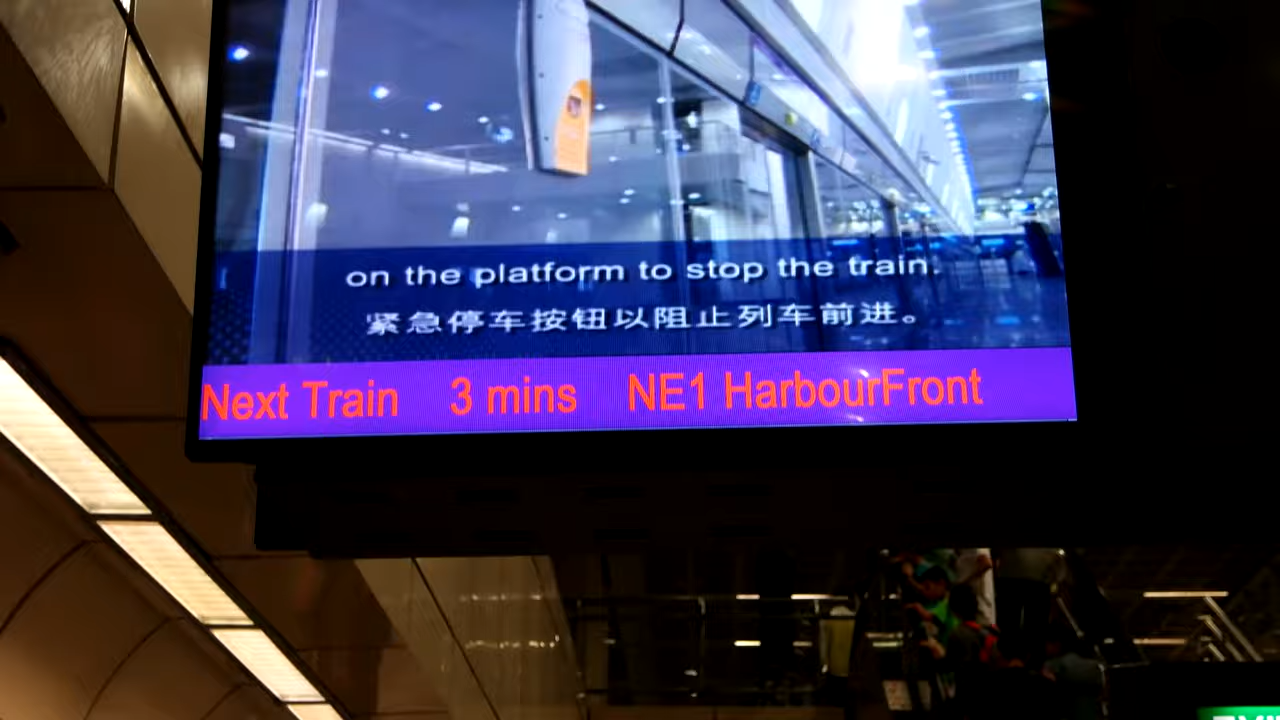 on the platform to stop the train.
紧急停车按钮以阻止列车前进。
Next Train 3 mins NE1 HarbourFront